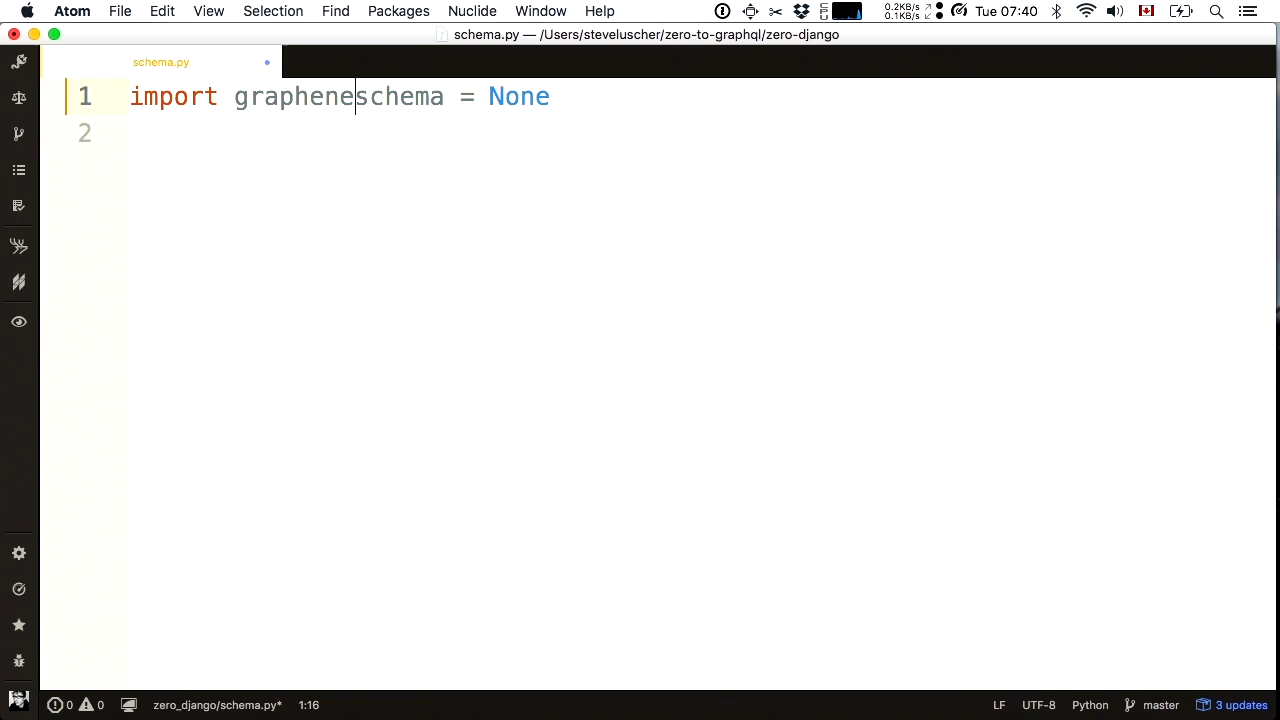 Atom File Edit View Selection Find Packages Nuclide Window Help 0.2KB/s 0.1KB/s Tue 07:40
schema.py — /Users/steveluscher/zero-to-graphql/zero-django
schema.py
1 import grapheneschema = None
2
0 0 zero_django/schema.py* 1:16 LF UTF-8 Python master 3 updates